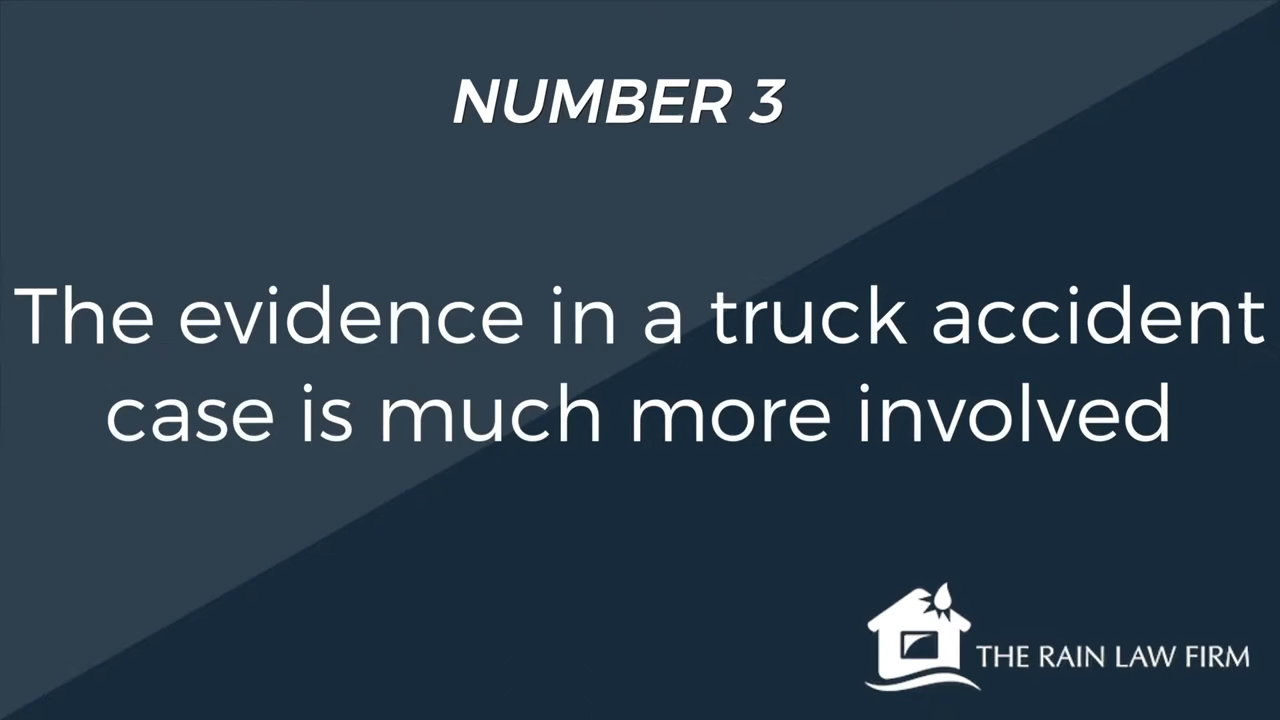 NUMBER 3
The evidence in a truck accident
case is much more involved
THE RAIN LAW FIRM